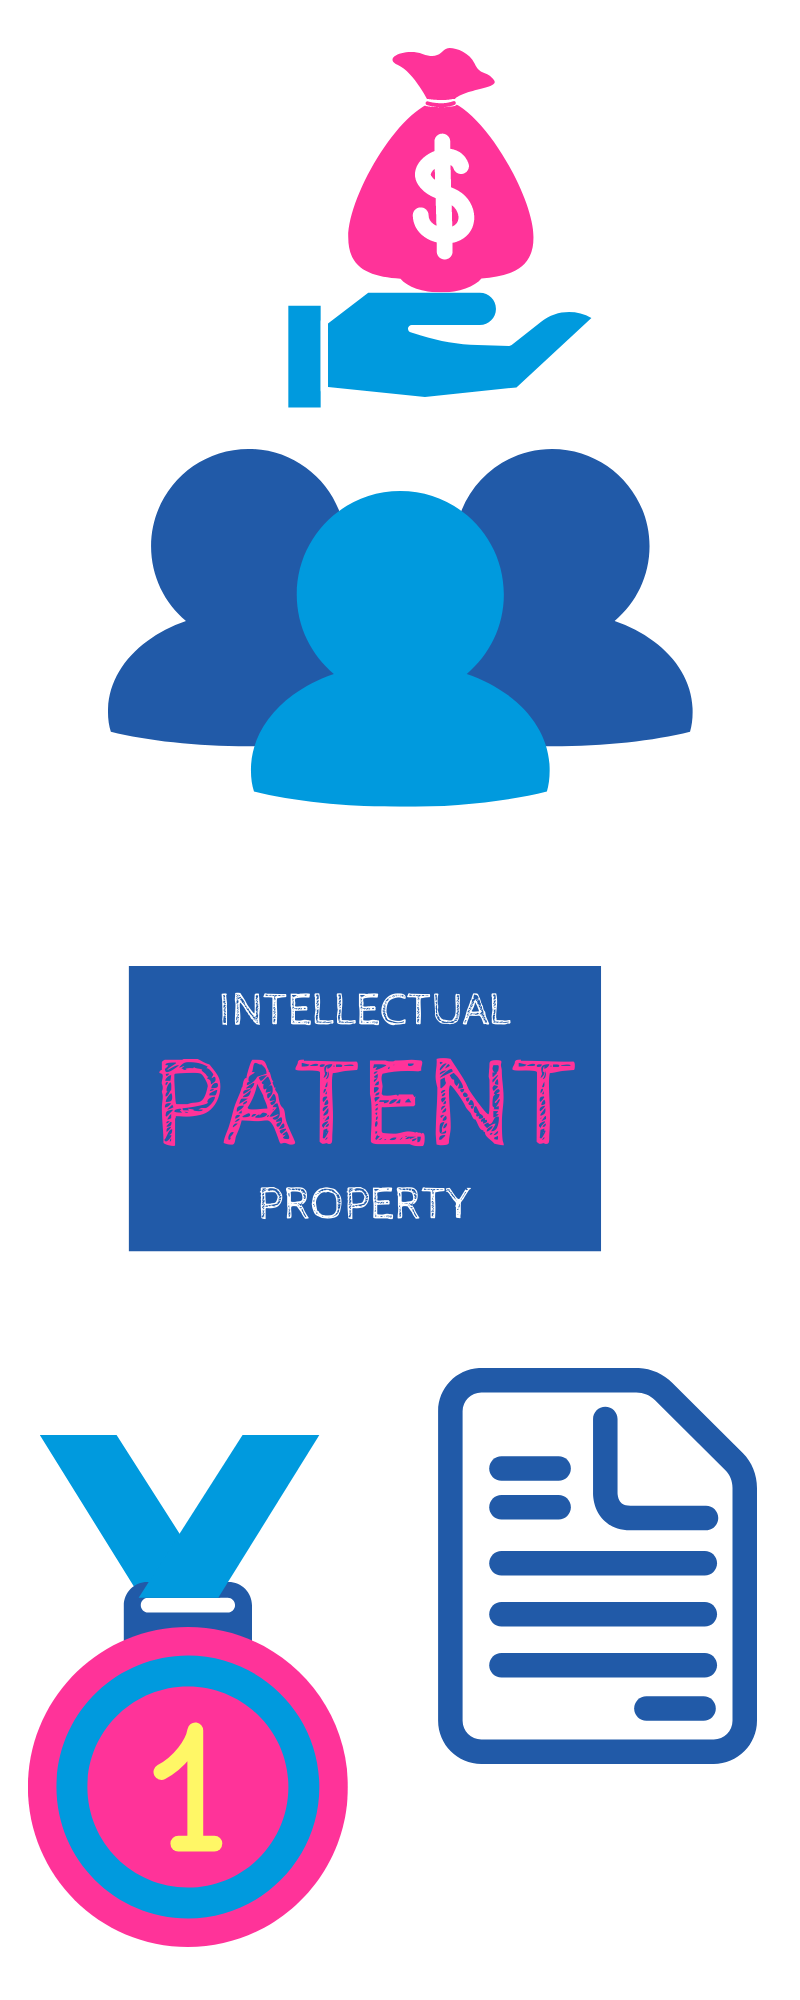 $
INTELLECTUAL
PATENT
PROPERTY
1